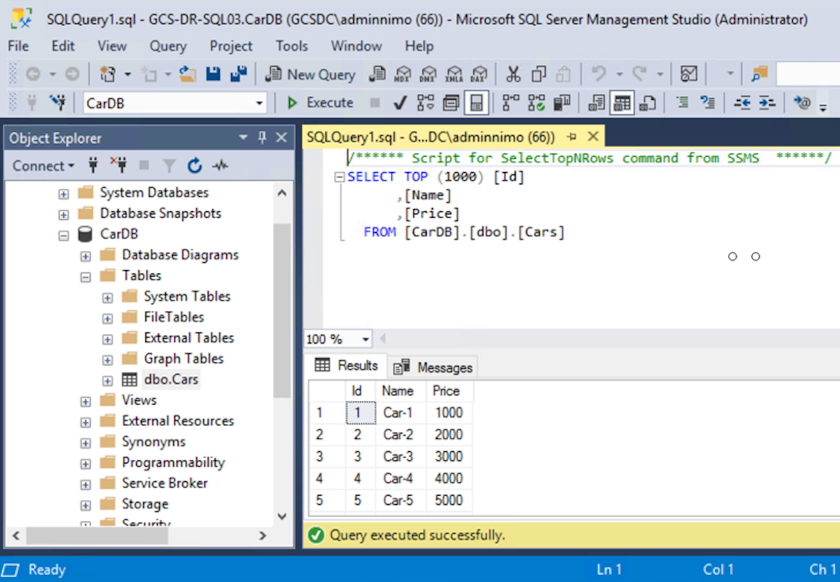 SQLQuery1.sql - GCS-DR-SQL03.CarDB (GCSDC\adminnimo (66)) - Microsoft SQL Server Management Studio (Administrator)
File Edit View Query Project Tools Window Help
New Query MDX DMX XMLA DAX
CarDB Execute
Object Explorer
Connect
System Databases
Database Snapshots
CarDB
Database Diagrams
Tables
System Tables
FileTables
External Tables
Graph Tables
dbo.Cars
Views
External Resources
Synonyms
Programmability
Service Broker
Storage
Security
SQLQuery1.sql - G...DC\adminnimo (66))
/****** Script for SelectTopNRows command from SSMS ******/
SELECT TOP (1000) [Id]
,[Name]
,[Price]
FROM [CarDB].[dbo].[Cars]
100 %
Results Messages
Id Name Price
1 1 Car-1 1000
2 2 Car-2 2000
3 3 Car-3 3000
4 4 Car-4 4000
5 5 Car-5 5000
Query executed successfully.
Ready Ln 1 Col 1 Ch 1